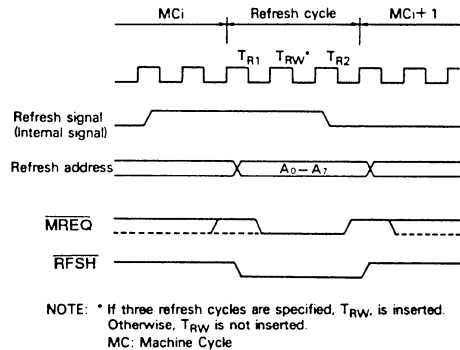 MCi Refresh cycle MCi + 1
TR1 TRW* TR2
Refresh signal
(Internal signal)
Refresh address A0–A7
MREQ
RFSH
NOTE: * If three refresh cycles are specified, TRW, is inserted.
Otherwise, TRW is not inserted.
MC: Machine Cycle